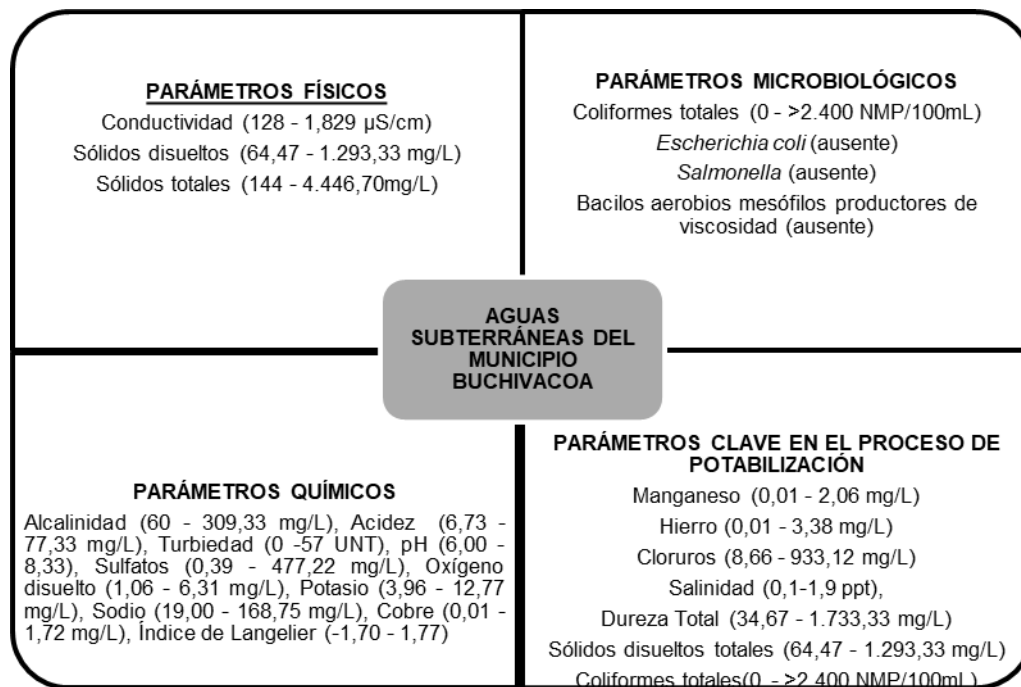 PARÁMETROS FÍSICOS
Conductividad (128 - 1,829 µS/cm)
Sólidos disueltos (64,47 - 1.293,33 mg/L)
Sólidos totales (144 - 4.446,70mg/L)
PARÁMETROS MICROBIOLÓGICOS
Coliformes totales (0 - >2.400 NMP/100mL)
Escherichia coli (ausente)
Salmonella (ausente)
Bacilos aerobios mesófilos productores de
viscosidad (ausente)
AGUAS
SUBTERRÁNEAS DEL
MUNICIPIO
BUCHIVACOA
PARÁMETROS QUÍMICOS
Alcalinidad (60 - 309,33 mg/L), Acidez (6,73 -
77,33 mg/L), Turbiedad (0 -57 UNT), pH (6,00 -
8,33), Sulfatos (0,39 - 477,22 mg/L), Oxígeno
disuelto (1,06 - 6,31 mg/L), Potasio (3,96 - 12,77
mg/L), Sodio (19,00 - 168,75 mg/L), Cobre (0,01 -
1,72 mg/L), Índice de Langelier (-1,70 - 1,77)
PARÁMETROS CLAVE EN EL PROCESO DE
POTABILIZACIÓN
Manganeso (0,01 - 2,06 mg/L)
Hierro (0,01 - 3,38 mg/L)
Cloruros (8,66 - 933,12 mg/L)
Salinidad (0,1-1,9 ppt),
Dureza Total (34,67 - 1.733,33 mg/L)
Sólidos disueltos totales (64,47 - 1.293,33 mg/L)
Coliformes totales(0 - >2.400 NMP/100mL)